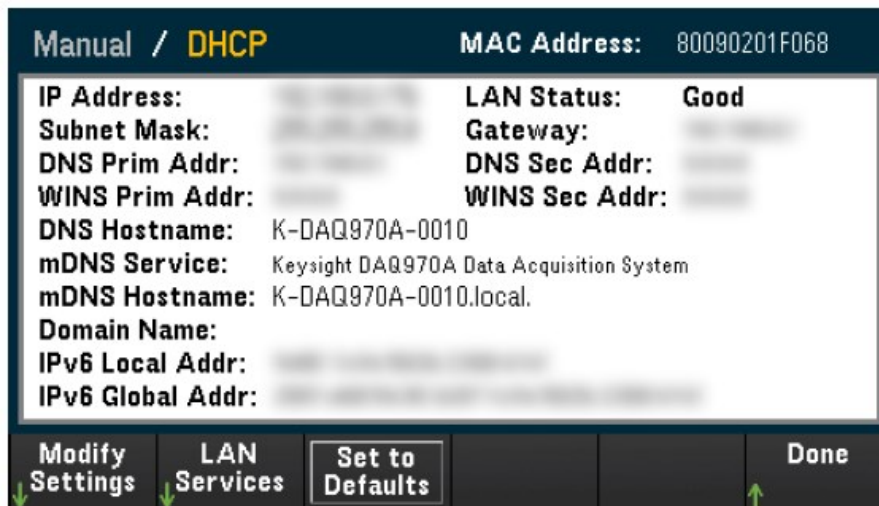 Manual / DHCP MAC Address: 80090201F068
IP Address: LAN Status: Good
Subnet Mask: Gateway:
DNS Prim Addr: DNS Sec Addr:
WINS Prim Addr: WINS Sec Addr:
DNS Hostname: K-DAQ970A-0010
mDNS Service: Keysight DAQ970A Data Acquisition System
mDNS Hostname: K-DAQ970A-0010.local.
Domain Name:
IPv6 Local Addr:
IPv6 Global Addr:
Modify Settings
LAN Services
Set to Defaults
Done